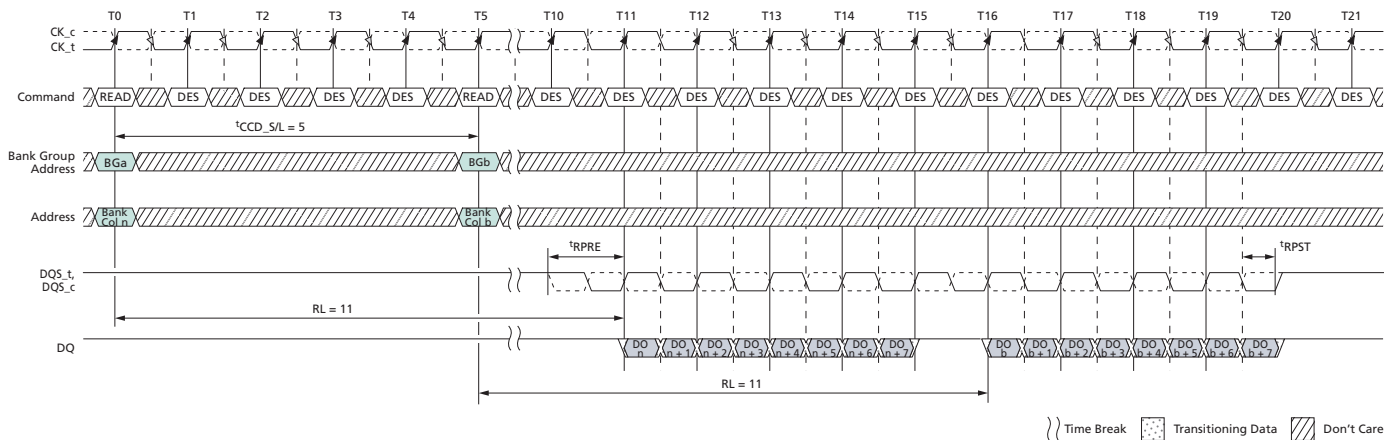 T0 T1 T2 T3 T4 T5 T10 T11 T12 T13 T14 T15 T16 T17 T18 T19 T20 T21
CK_c
CK_t
Command READ DES DES DES DES READ DES DES DES DES DES DES DES DES DES DES DES DES
tCCD_S/L = 5
Bank Group
Address
BGa BGb
Address
Bank
Col n
Bank
Col b
tRPRE tRPST
DQS_t,
DQS_c
RL = 11
DQ
DO
n
DO
n + 1
DO
n + 2
DO
n + 3
DO
n + 4
DO
n + 5
DO
n + 6
DO
n + 7
DO
b
DO
b + 1
DO
b + 2
DO
b + 3
DO
b + 4
DO
b + 5
DO
b + 6
DO
b + 7
RL = 11
Time Break Transitioning Data Don't Care